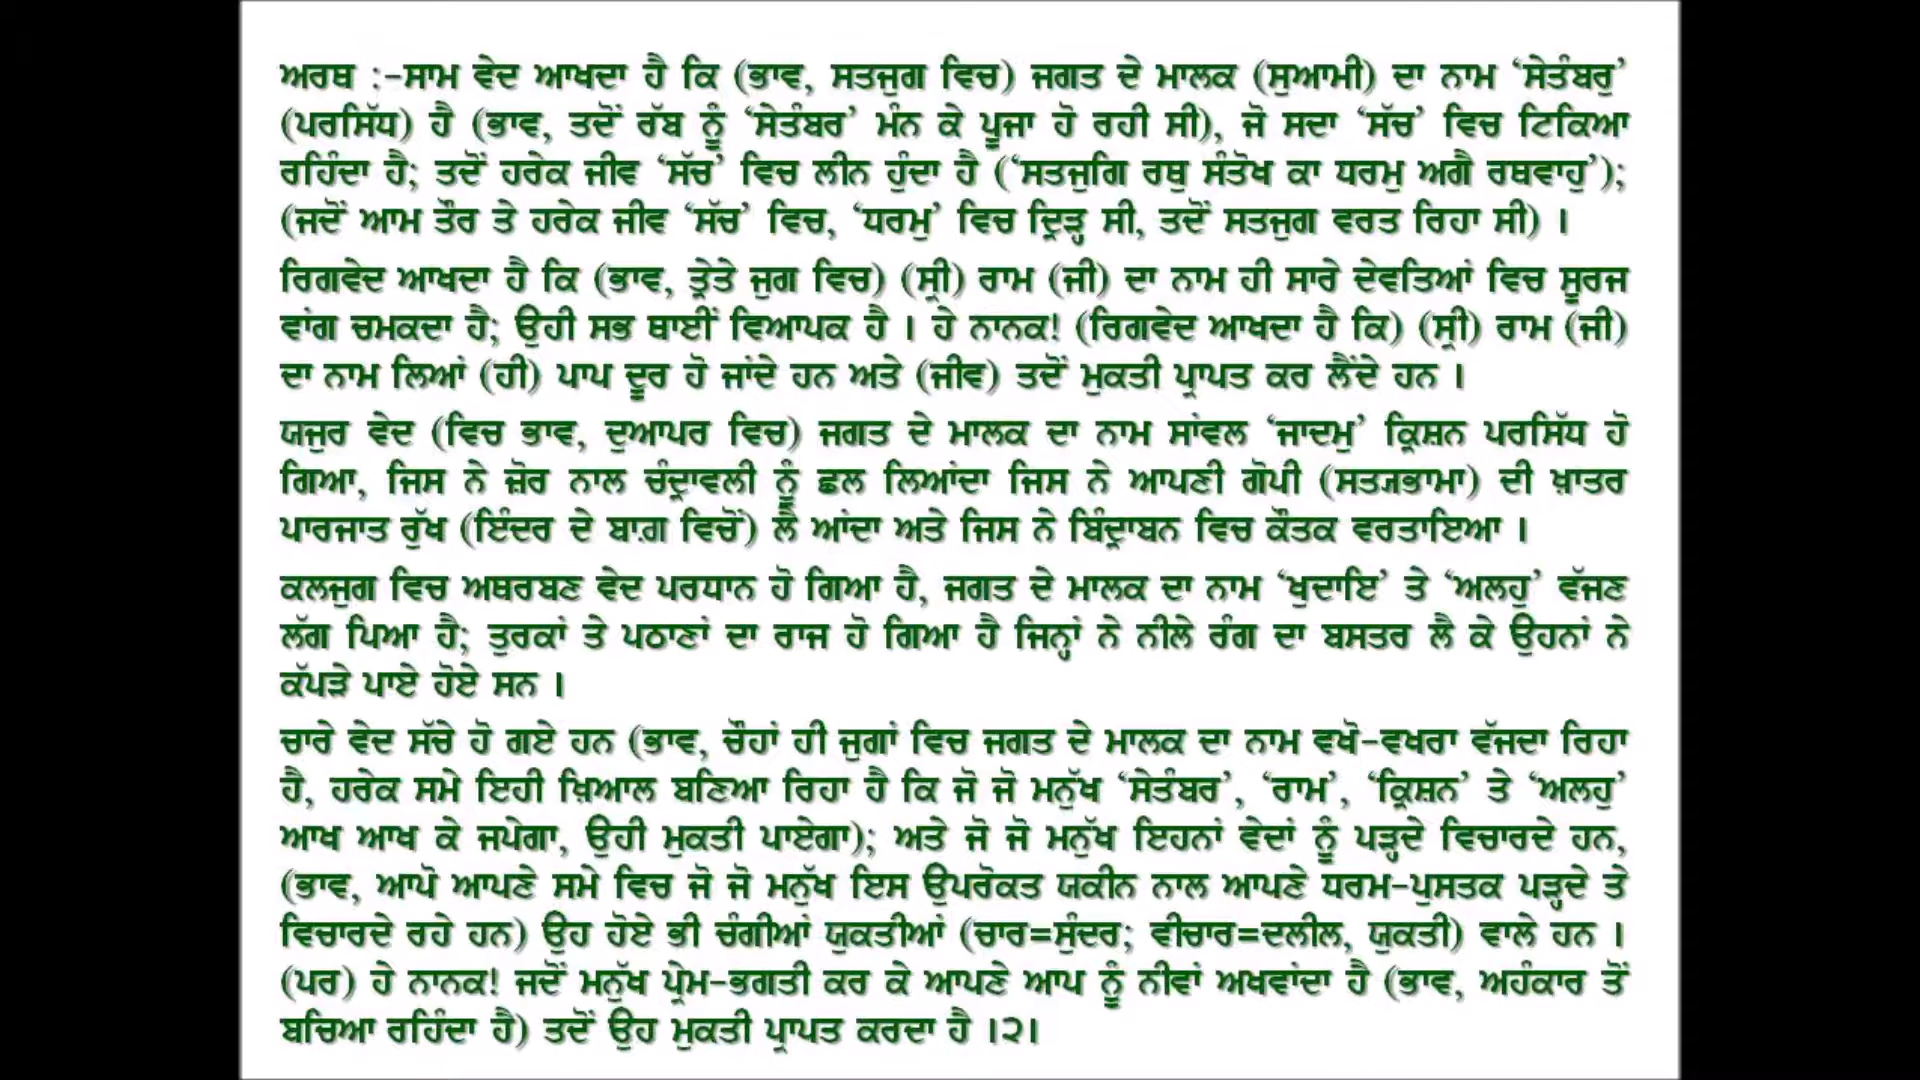 ਅਰਥ :-ਸਾਮ ਵੇਦ ਆਖਦਾ ਹੈ ਕਿ (ਭਾਵ, ਸਤਜੁਗ ਵਿਚ) ਜਗਤ ਦੇ ਮਾਲਕ (ਸੁਆਮੀ) ਦਾ ਨਾਮ ‘ਸੇਤੰਬਰੁ’
(ਪਰਸਿੱਧ) ਹੈ (ਭਾਵ, ਤਦੋਂ ਰੱਬ ਨੂੰ ‘ਸੇਤੰਬਰ’ ਮੰਨ ਕੇ ਪੂਜਾ ਹੋ ਰਹੀ ਸੀ), ਜੋ ਸਦਾ ‘ਸੱਚ’ ਵਿਚ ਟਿਕਿਆ
ਰਹਿੰਦਾ ਹੈ; ਤਦੋਂ ਹਰੇਕ ਜੀਵ ‘ਸੱਚ’ ਵਿਚ ਲੀਨ ਹੁੰਦਾ ਹੈ (‘ਸਤਜੁਗਿ ਰਥੁ ਸੰਤੋਖ ਕਾ ਧਰਮੁ ਅਗੈ ਰਥਵਾਹੁ’);
(ਜਦੋਂ ਆਮ ਤੌਰ ਤੇ ਹਰੇਕ ਜੀਵ ‘ਸੱਚ’ ਵਿਚ, ‘ਧਰਮੁ’ ਵਿਚ ਦ੍ਰਿੜ੍ਹ ਸੀ, ਤਦੋਂ ਸਤਜੁਗ ਵਰਤ ਰਿਹਾ ਸੀ) ।
ਰਿਗਵੇਦ ਆਖਦਾ ਹੈ ਕਿ (ਭਾਵ, ਤ੍ਰੇਤੇ ਜੁਗ ਵਿਚ) (ਸ੍ਰੀ) ਰਾਮ (ਜੀ) ਦਾ ਨਾਮ ਹੀ ਸਾਰੇ ਦੇਵਤਿਆਂ ਵਿਚ ਸੂਰਜ
ਵਾਂਗ ਚਮਕਦਾ ਹੈ; ਉਹੀ ਸਭ ਥਾਈਂ ਵਿਆਪਕ ਹੈ । ਹੇ ਨਾਨਕ! (ਰਿਗਵੇਦ ਆਖਦਾ ਹੈ ਕਿ) (ਸ੍ਰੀ) ਰਾਮ (ਜੀ)
ਦਾ ਨਾਮ ਲਿਆਂ (ਹੀ) ਪਾਪ ਦੂਰ ਹੋ ਜਾਂਦੇ ਹਨ ਅਤੇ (ਜੀਵ) ਤਦੋਂ ਮੁਕਤੀ ਪ੍ਰਾਪਤ ਕਰ ਲੈਂਦੇ ਹਨ ।
ਯਜੁਰ ਵੇਦ (ਵਿਚ ਭਾਵ, ਦੁਆਪਰ ਵਿਚ) ਜਗਤ ਦੇ ਮਾਲਕ ਦਾ ਨਾਮ ਸਾਂਵਲ ‘ਜਾਦਮੁ’ ਕ੍ਰਿਸ਼ਨ ਪਰਸਿੱਧ ਹੋ
ਗਿਆ, ਜਿਸ ਨੇ ਜ਼ੋਰ ਨਾਲ ਚੰਦ੍ਰਾਵਲੀ ਨੂੰ ਛਲ ਲਿਆਂਦਾ ਜਿਸ ਨੇ ਆਪਣੀ ਗੋਪੀ (ਸਤ੍ਯਭਾਮਾ) ਦੀ ਖ਼ਾਤਰ
ਪਾਰਜਾਤ ਰੁੱਖ (ਇੰਦਰ ਦੇ ਬਾਗ਼ ਵਿਚੋਂ) ਲੈ ਆਂਦਾ ਅਤੇ ਜਿਸ ਨੇ ਬਿੰਦ੍ਰਾਬਨ ਵਿਚ ਕੌਤਕ ਵਰਤਾਇਆ ।
ਕਲਜੁਗ ਵਿਚ ਅਥਰਬਣ ਵੇਦ ਪਰਧਾਨ ਹੋ ਗਿਆ ਹੈ, ਜਗਤ ਦੇ ਮਾਲਕ ਦਾ ਨਾਮ ‘ਖੁਦਾਇ’ ਤੇ ‘ਅਲਹੁ’ ਵੱਜਣ
ਲੱਗ ਪਿਆ ਹੈ; ਤੁਰਕਾਂ ਤੇ ਪਠਾਣਾਂ ਦਾ ਰਾਜ ਹੋ ਗਿਆ ਹੈ ਜਿਨ੍ਹਾਂ ਨੇ ਨੀਲੇ ਰੰਗ ਦਾ ਬਸਤਰ ਲੈ ਕੇ ਉਹਨਾਂ ਨੇ
ਕੱਪੜੇ ਪਾਏ ਹੋਏ ਸਨ ।
ਚਾਰੇ ਵੇਦ ਸੱਚੇ ਹੋ ਗਏ ਹਨ (ਭਾਵ, ਚੌਹਾਂ ਹੀ ਜੁਗਾਂ ਵਿਚ ਜਗਤ ਦੇ ਮਾਲਕ ਦਾ ਨਾਮ ਵਖੋ-ਵਖਰਾ ਵੱਜਦਾ ਰਿਹਾ
ਹੈ, ਹਰੇਕ ਸਮੇ ਇਹੀ ਖ਼ਿਆਲ ਬਣਿਆ ਰਿਹਾ ਹੈ ਕਿ ਜੋ ਜੋ ਮਨੁੱਖ ‘ਸੇਤੰਬਰ’, ‘ਰਾਮ’, ‘ਕ੍ਰਿਸ਼ਨ’ ਤੇ ‘ਅਲਹੁ’
ਆਖ ਆਖ ਕੇ ਜਪੇਗਾ, ਉਹੀ ਮੁਕਤੀ ਪਾਏਗਾ); ਅਤੇ ਜੋ ਜੋ ਮਨੁੱਖ ਇਹਨਾਂ ਵੇਦਾਂ ਨੂੰ ਪੜ੍ਹਦੇ ਵਿਚਾਰਦੇ ਹਨ,
(ਭਾਵ, ਆਪੋ ਆਪਣੇ ਸਮੇ ਵਿਚ ਜੋ ਜੋ ਮਨੁੱਖ ਇਸ ਉਪਰੋਕਤ ਯਕੀਨ ਨਾਲ ਆਪਣੇ ਧਰਮ-ਪੁਸਤਕ ਪੜ੍ਹਦੇ ਤੇ
ਵਿਚਾਰਦੇ ਰਹੇ ਹਨ) ਉਹ ਹੋਏ ਭੀ ਚੰਗੀਆਂ ਯੁਕਤੀਆਂ (ਚਾਰ=ਸੁੰਦਰ; ਵੀਚਾਰ=ਦਲੀਲ, ਯੁਕਤੀ) ਵਾਲੇ ਹਨ ।
(ਪਰ) ਹੇ ਨਾਨਕ! ਜਦੋਂ ਮਨੁੱਖ ਪ੍ਰੇਮ-ਭਗਤੀ ਕਰ ਕੇ ਆਪਣੇ ਆਪ ਨੂੰ ਨੀਵਾਂ ਅਖਵਾਂਦਾ ਹੈ (ਭਾਵ, ਅਹੰਕਾਰ ਤੋਂ
ਬਚਿਆ ਰਹਿੰਦਾ ਹੈ) ਤਦੋਂ ਉਹ ਮੁਕਤੀ ਪ੍ਰਾਪਤ ਕਰਦਾ ਹੈ ।੨।